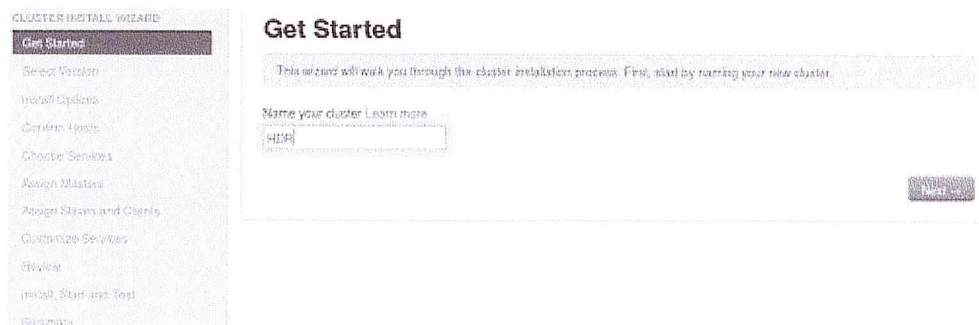 CLUSTER INSTALL WIZARD
Get Started
Select Version
Install Options
Confirm Hosts
Choose Services
Assign Masters
Assign Slaves and Clients
Customize Services
Review
Install, Start and Test
Summary
Get Started
This wizard will walk you through the cluster installation process. First, start by naming your new cluster.
Name your cluster Learn more
HDP
Next →